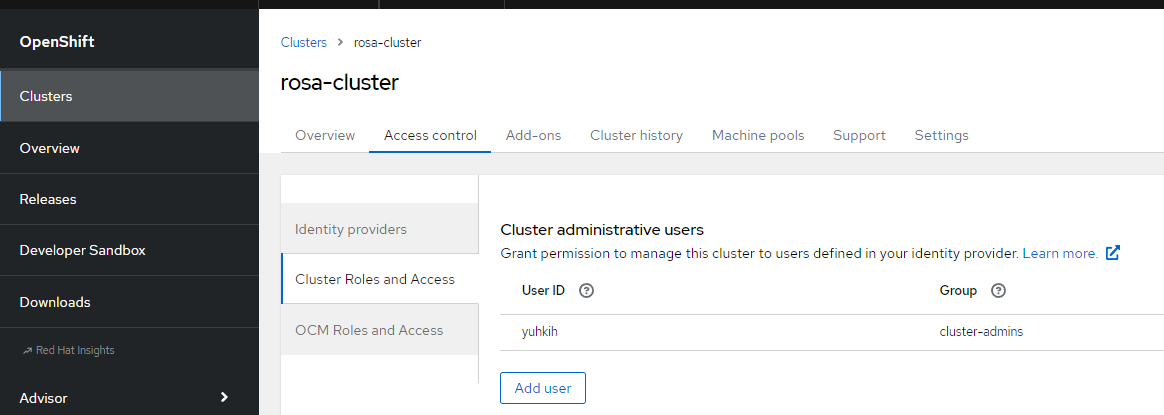 OpenShift
Clusters
Overview
Releases
Developer Sandbox
Downloads
Red Hat Insights
Advisor
Clusters > rosa-cluster
rosa-cluster
Overview Access control Add-ons Cluster history Machine pools Support Settings
Identity providers
Cluster Roles and Access
OCM Roles and Access
Cluster administrative users
Grant permission to manage this cluster to users defined in your identity provider. Learn more.
User ID Group
yuhkih cluster-admins
Add user